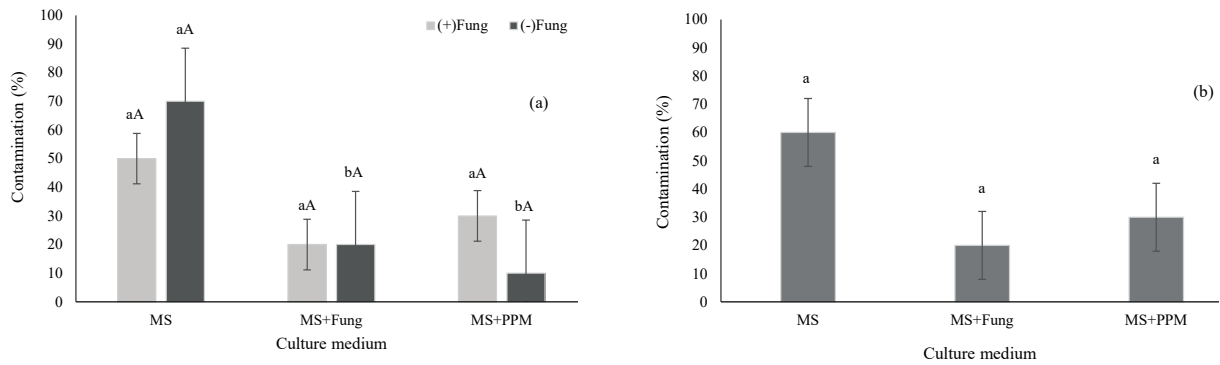 100
90
80
70
60
50
40
30
20
10
0
Contamination (%)
(+)Fung (-)Fung
(a)
aA aA
aA bA
aA bA
MS MS+Fung MS+PPM
Culture medium
100
90
80
70
60
50
40
30
20
10
0
Contamination (%)
(b)
a
a
a
MS MS+Fung MS+PPM
Culture medium